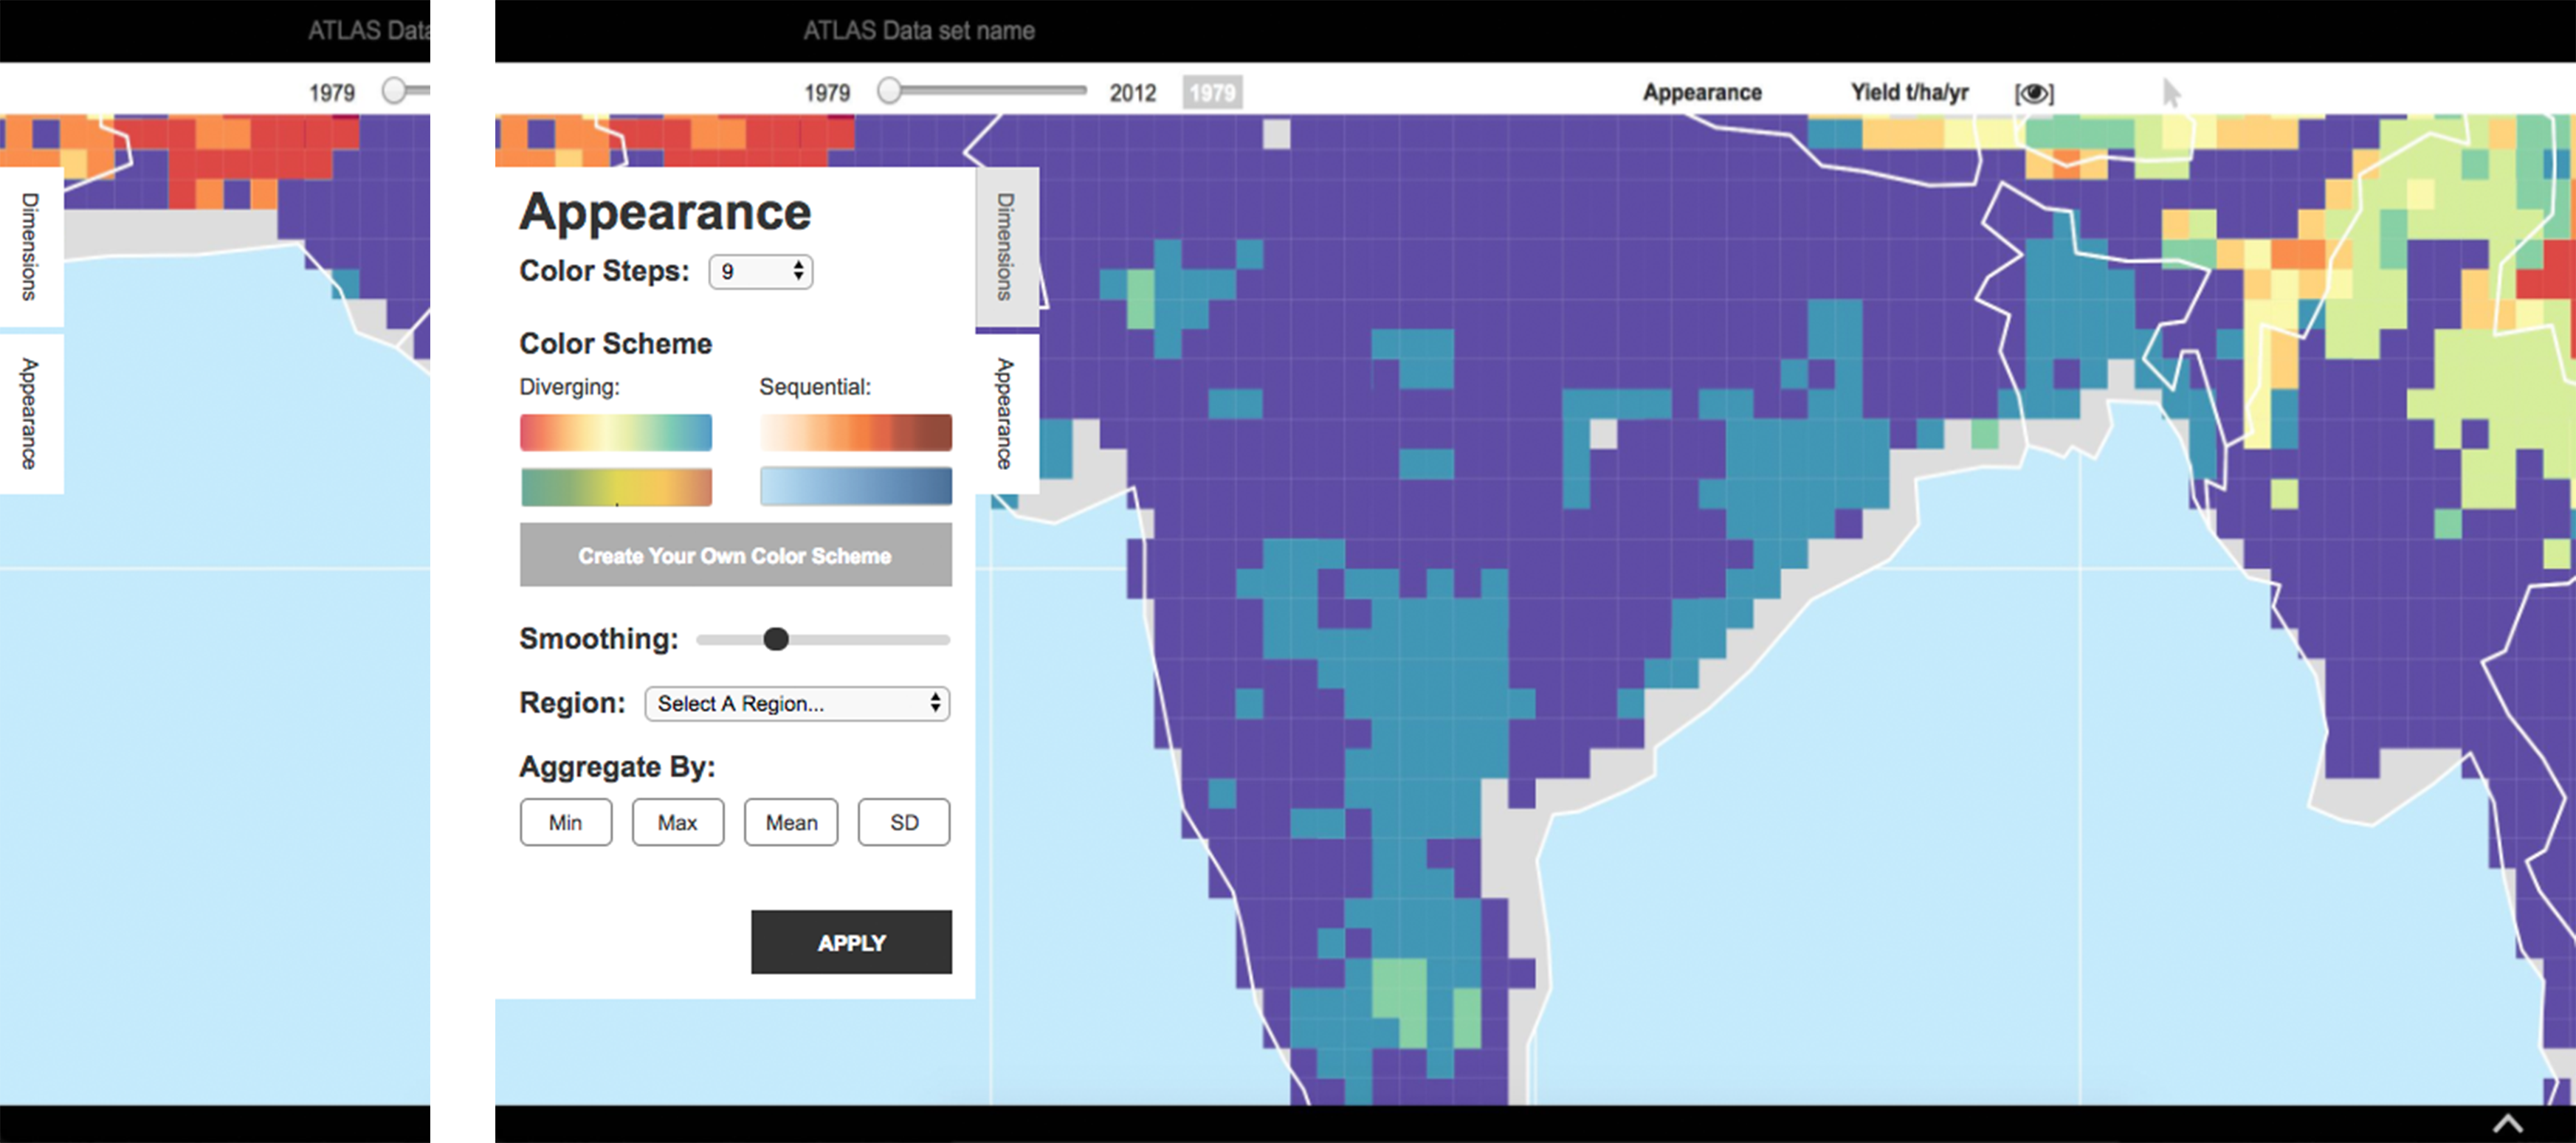 ATLAS Data
1979
Dimensions
Appearance
ATLAS Data set name
1979 2012 1979 Appearance Yield t/ha/yr
Appearance
Color Steps: 9
Color Scheme
Diverging: Sequential:
Create Your Own Color Scheme
Smoothing:
Region: Select A Region...
Aggregate By:
Min Max Mean SD
APPLY
Dimensions
Appearance